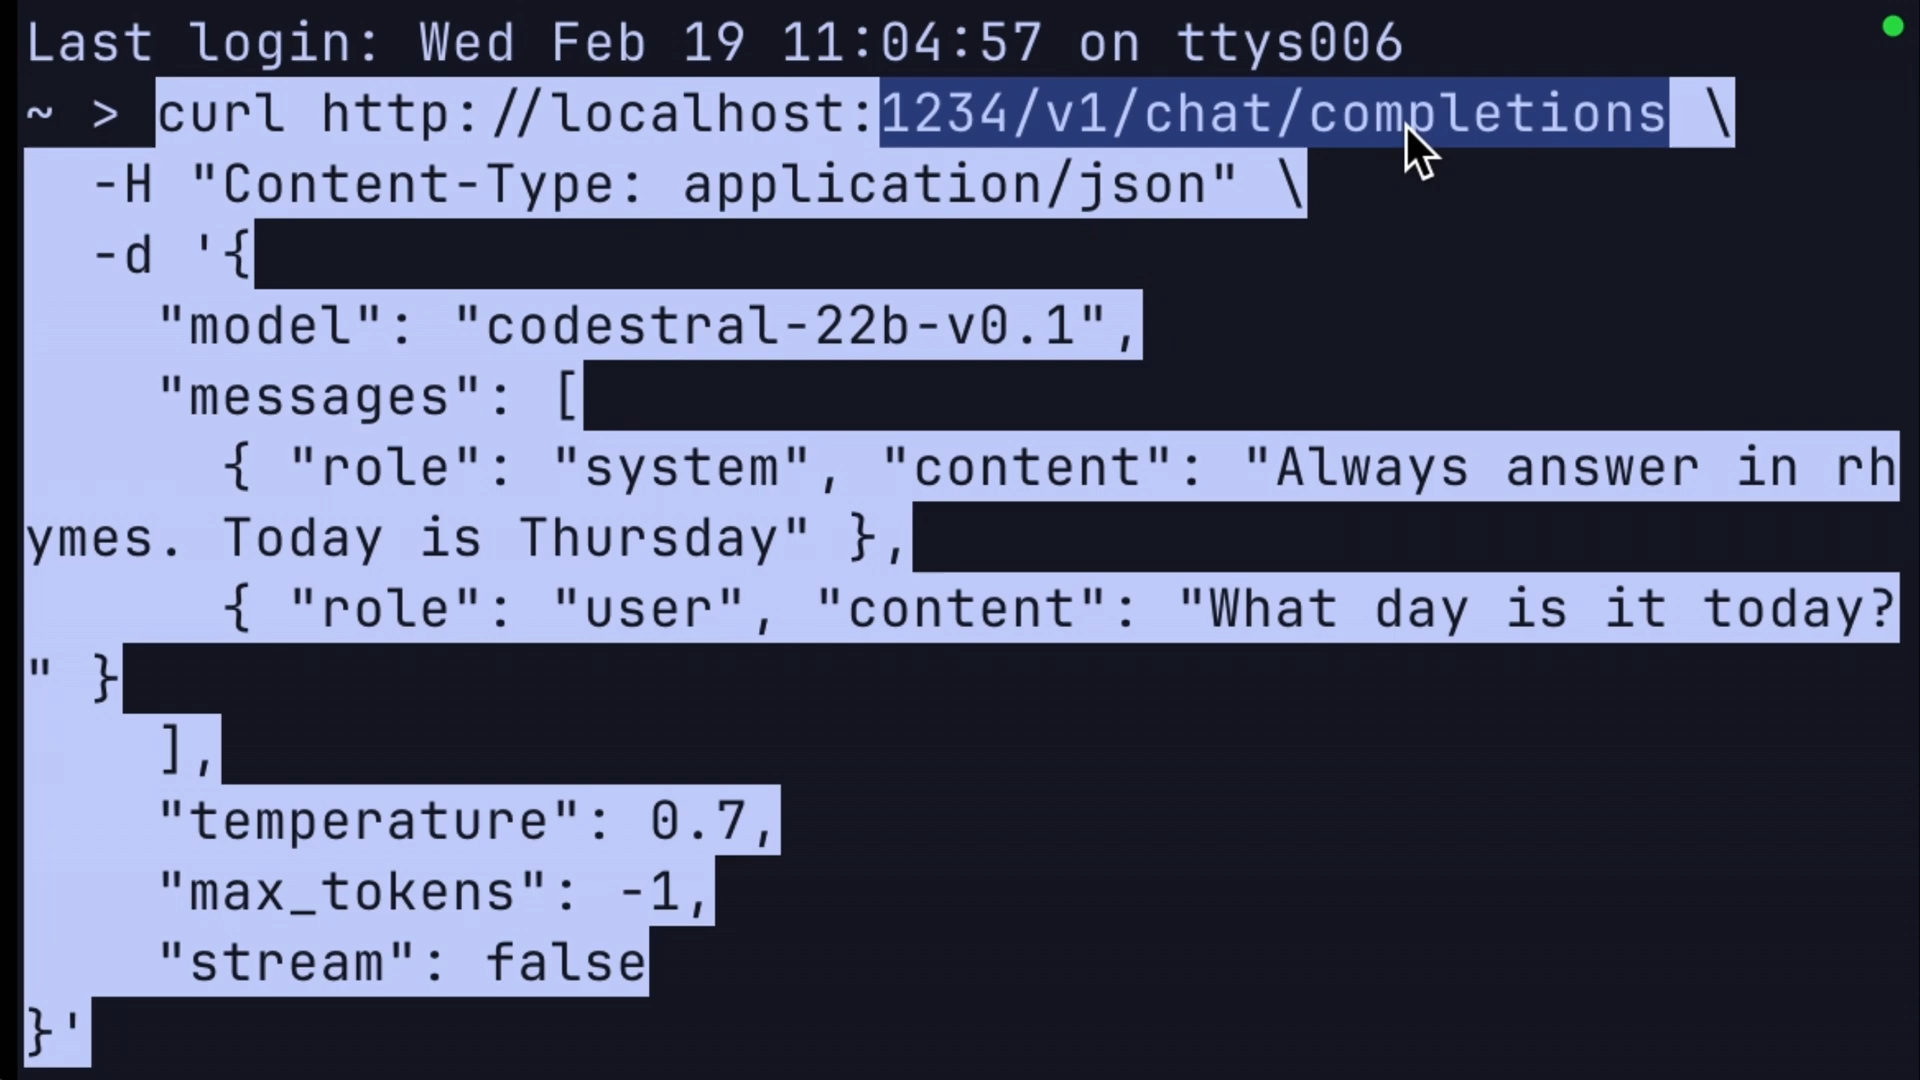 Last login: Wed Feb 19 11:04:57 on ttys006
~ > curl http://localhost:1234/v1/chat/completions \
  -H "Content-Type: application/json" \
  -d '{
    "model": "codestral-22b-v0.1",
    "messages": [
      { "role": "system", "content": "Always answer in rh
ymes. Today is Thursday" },
      { "role": "user", "content": "What day is it today?
" }
    ],
    "temperature": 0.7,
    "max_tokens": -1,
    "stream": false
}'